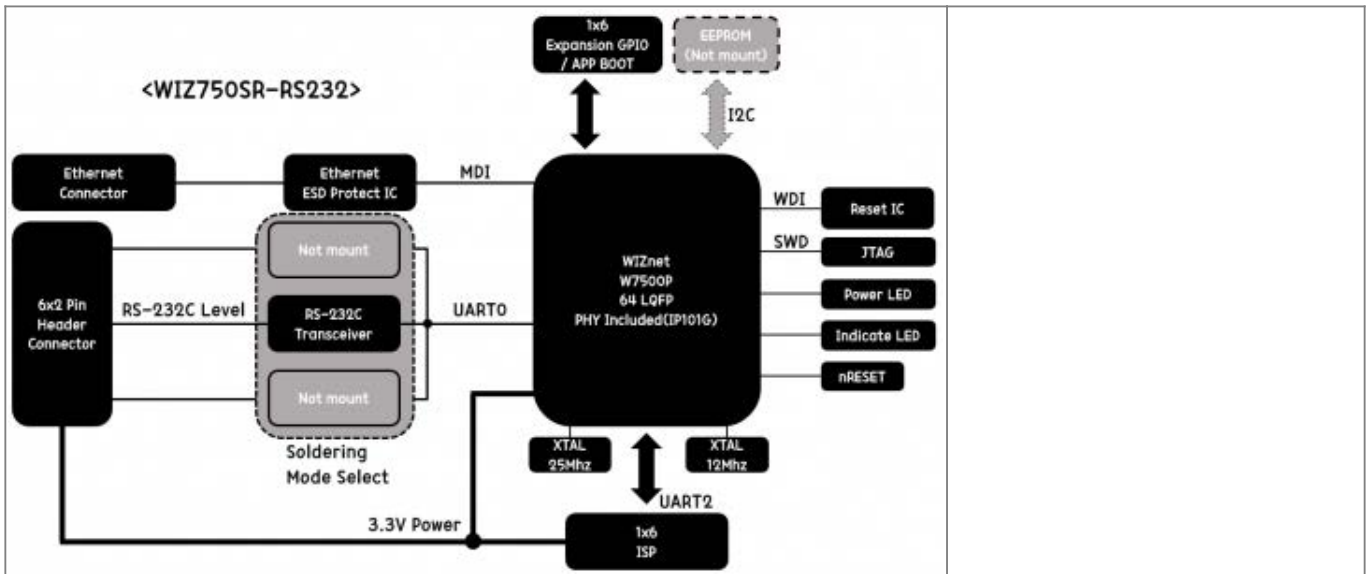 1x6
Expansion GPIO
/ APP BOOT
EEPROM
(Not mount)
<WIZ750SR-RS232>
I2C
Ethernet
Connector
Ethernet
ESD Protect IC
MDI
WDI
Reset IC
SWD
JTAG
Not mount
WIZnet
W7500P
64 LQFP
PHY Included(IP101G)
Power LED
6x2 Pin
Header
Connector
RS-232C Level
RS-232C
Transceiver
UART0
Indicate LED
nRESET
Not mount
Soldering
Mode Select
XTAL
25Mhz
XTAL
12Mhz
UART2
3.3V Power
1x6
ISP